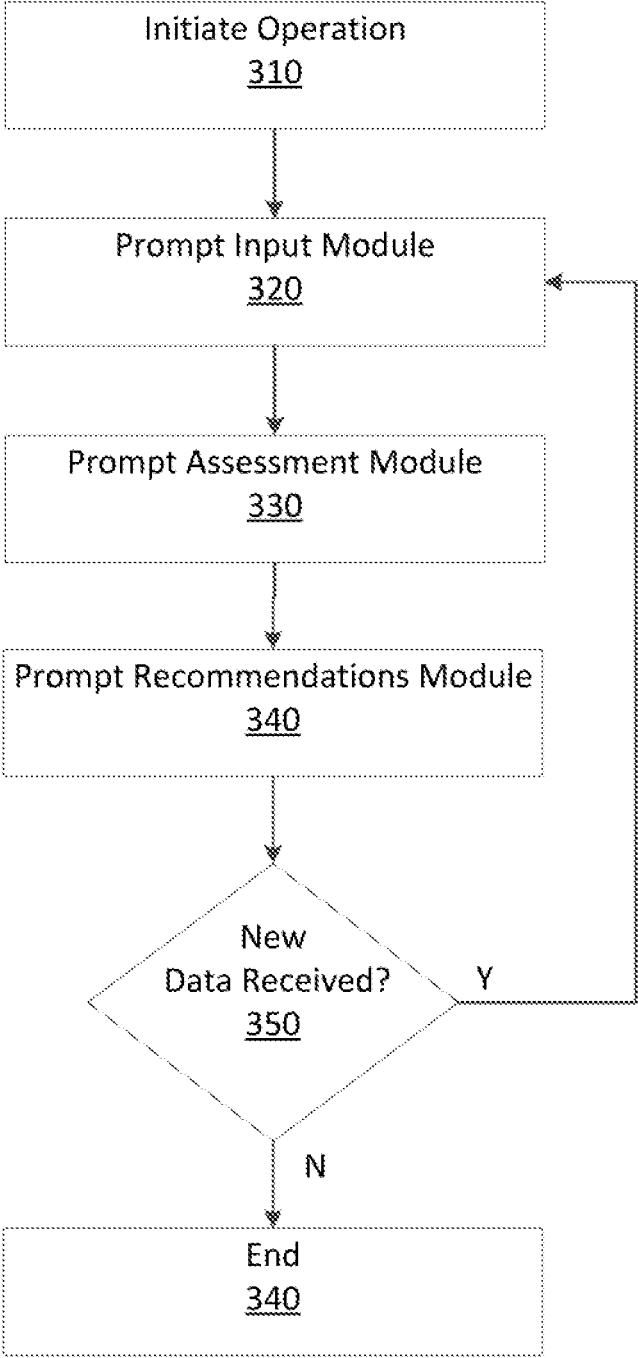 Initiate Operation
310
Prompt Input Module
320
Prompt Assessment Module
330
Prompt Recommendations Module
340
New
Data Received?
350
Y
N
End
340